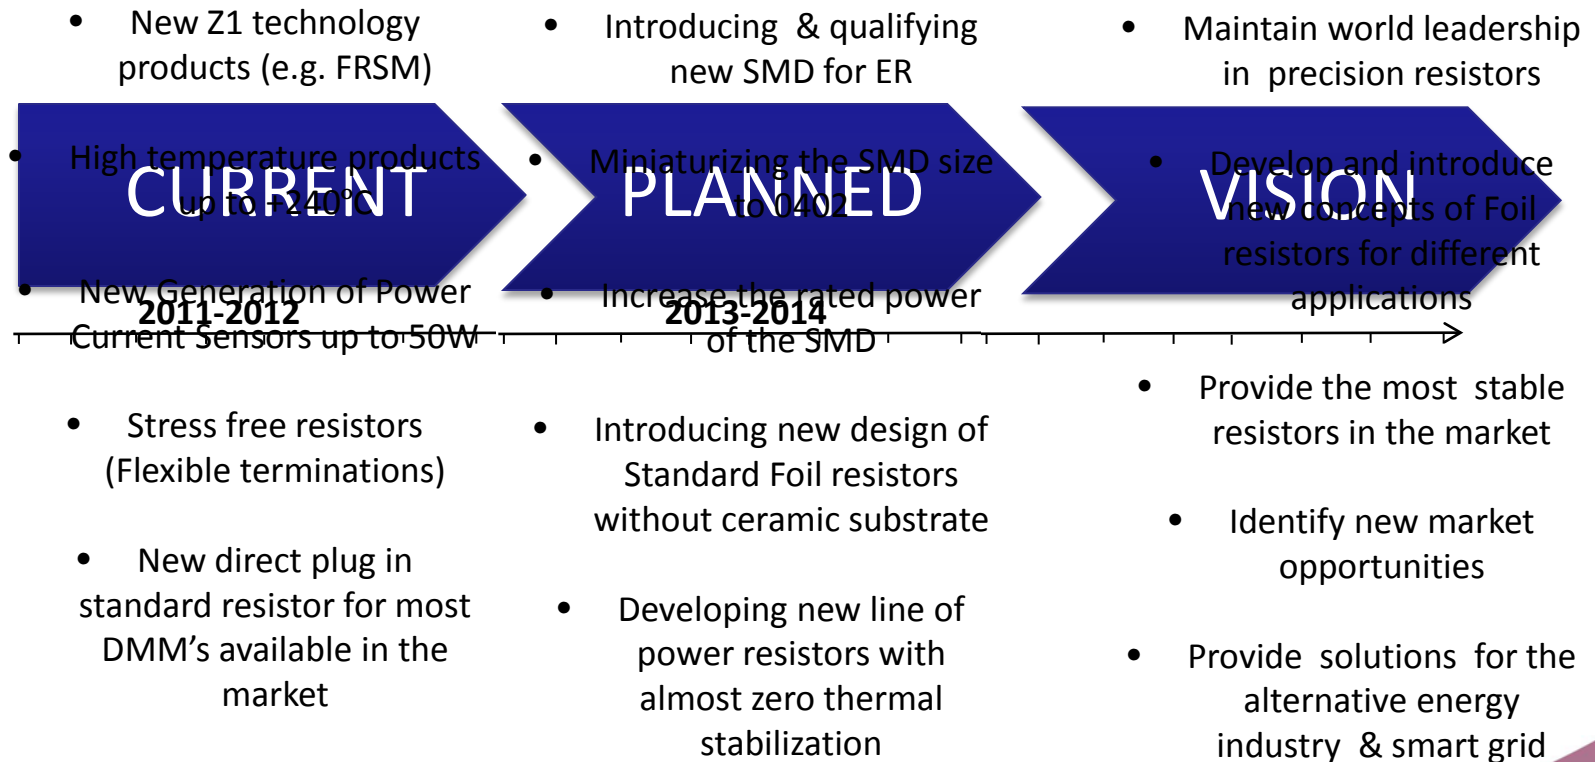 • New Z1 technology
products (e.g. FRSM)
CURRENT
• High temperature products
up to +240°C
• New Generation of Power
Current Sensors up to 50W
2011-2012
• Stress free resistors
(Flexible terminations)
• New direct plug in
standard resistor for most
DMM’s available in the
market
• Introducing & qualifying
new SMD for ER
PLANNED
• Miniaturizing the SMD size
to 0402
• Increase the rated power
of the SMD
2013-2014
• Introducing new design of
Standard Foil resistors
without ceramic substrate
• Developing new line of
power resistors with
almost zero thermal
stabilization
• Maintain world leadership
in precision resistors
VISION
• Develop and introduce
new concepts of Foil
resistors for different
applications
• Provide the most stable
resistors in the market
• Identify new market
opportunities
• Provide solutions for the
alternative energy
industry & smart grid